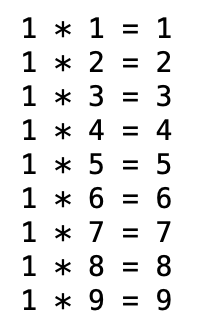 1 * 1 = 1
1 * 2 = 2
1 * 3 = 3
1 * 4 = 4
1 * 5 = 5
1 * 6 = 6
1 * 7 = 7
1 * 8 = 8
1 * 9 = 9